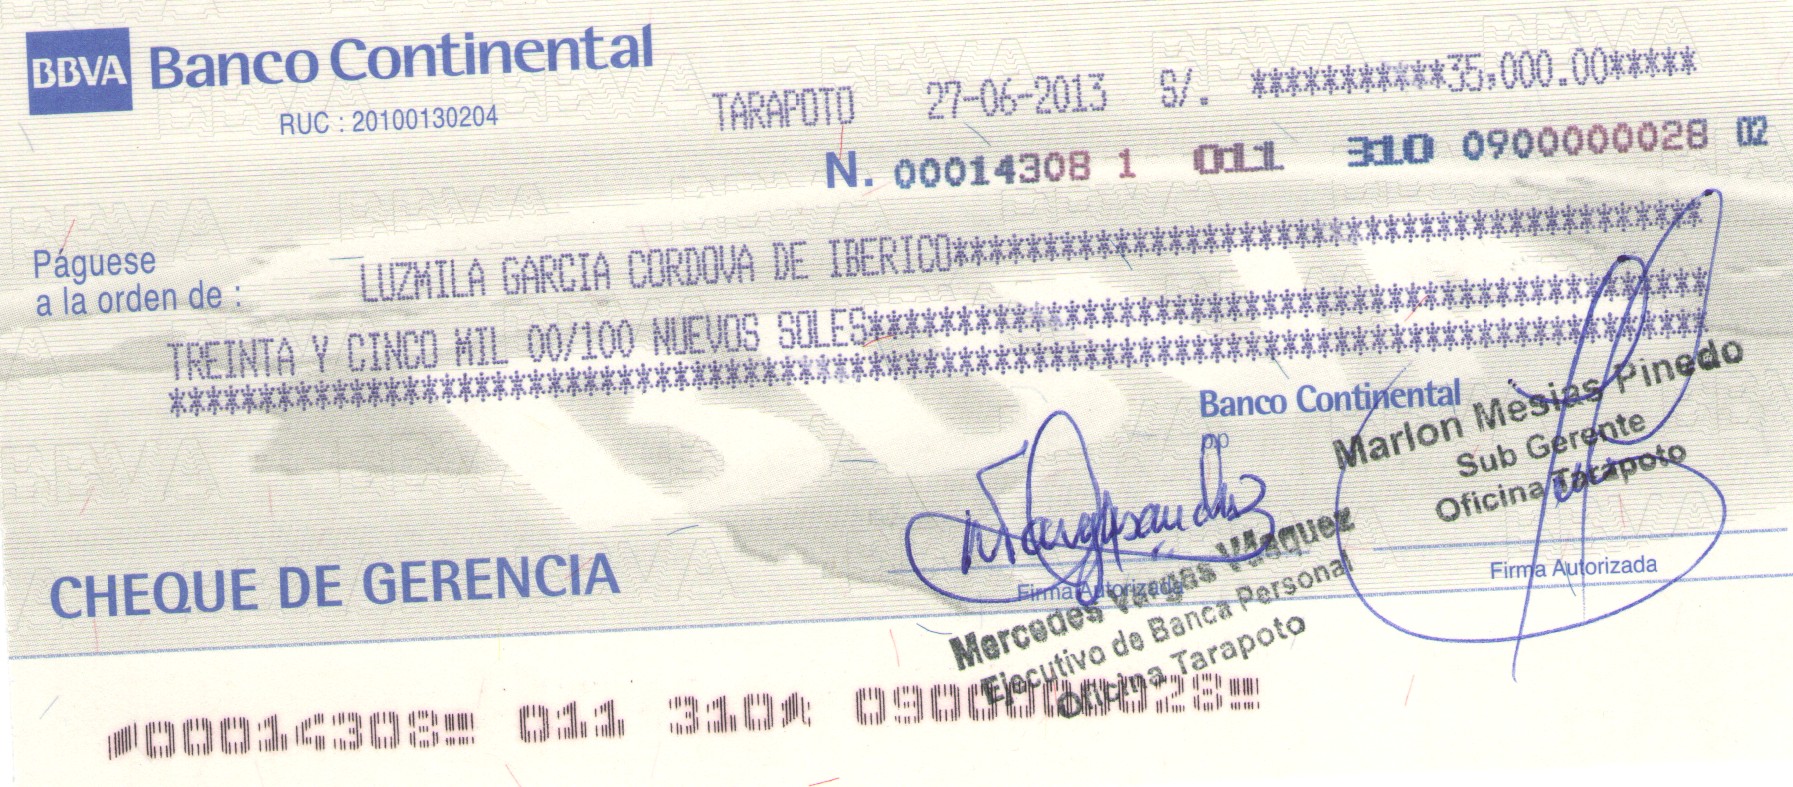 BBVA Banco Continental
RUC : 20100130204
TARAPOTO 27-06-2013 S/. ***********35,000.00*****
N. 00014308 1 011 310 0900000028 02
Páguese
a la orden de :
LUZMILA GARCIA CORDOVA DE IBERICO*****************************************
TREINTA Y CINCO MIL 00/100 NUEVOS SOLES**********************************************
************************************************************************************
Banco Continental
pp
Marlon Mesias Pinedo
Sub Gerente
Oficina Tarapoto
Firma Autorizada
CHEQUE DE GERENCIA
Firma Autorizada
Mercedes Vargas Vásquez
Ejecutivo de Banca Personal
Oficina Tarapoto
⑈00014308⑈ 011 310⑆ 0900000028⑈